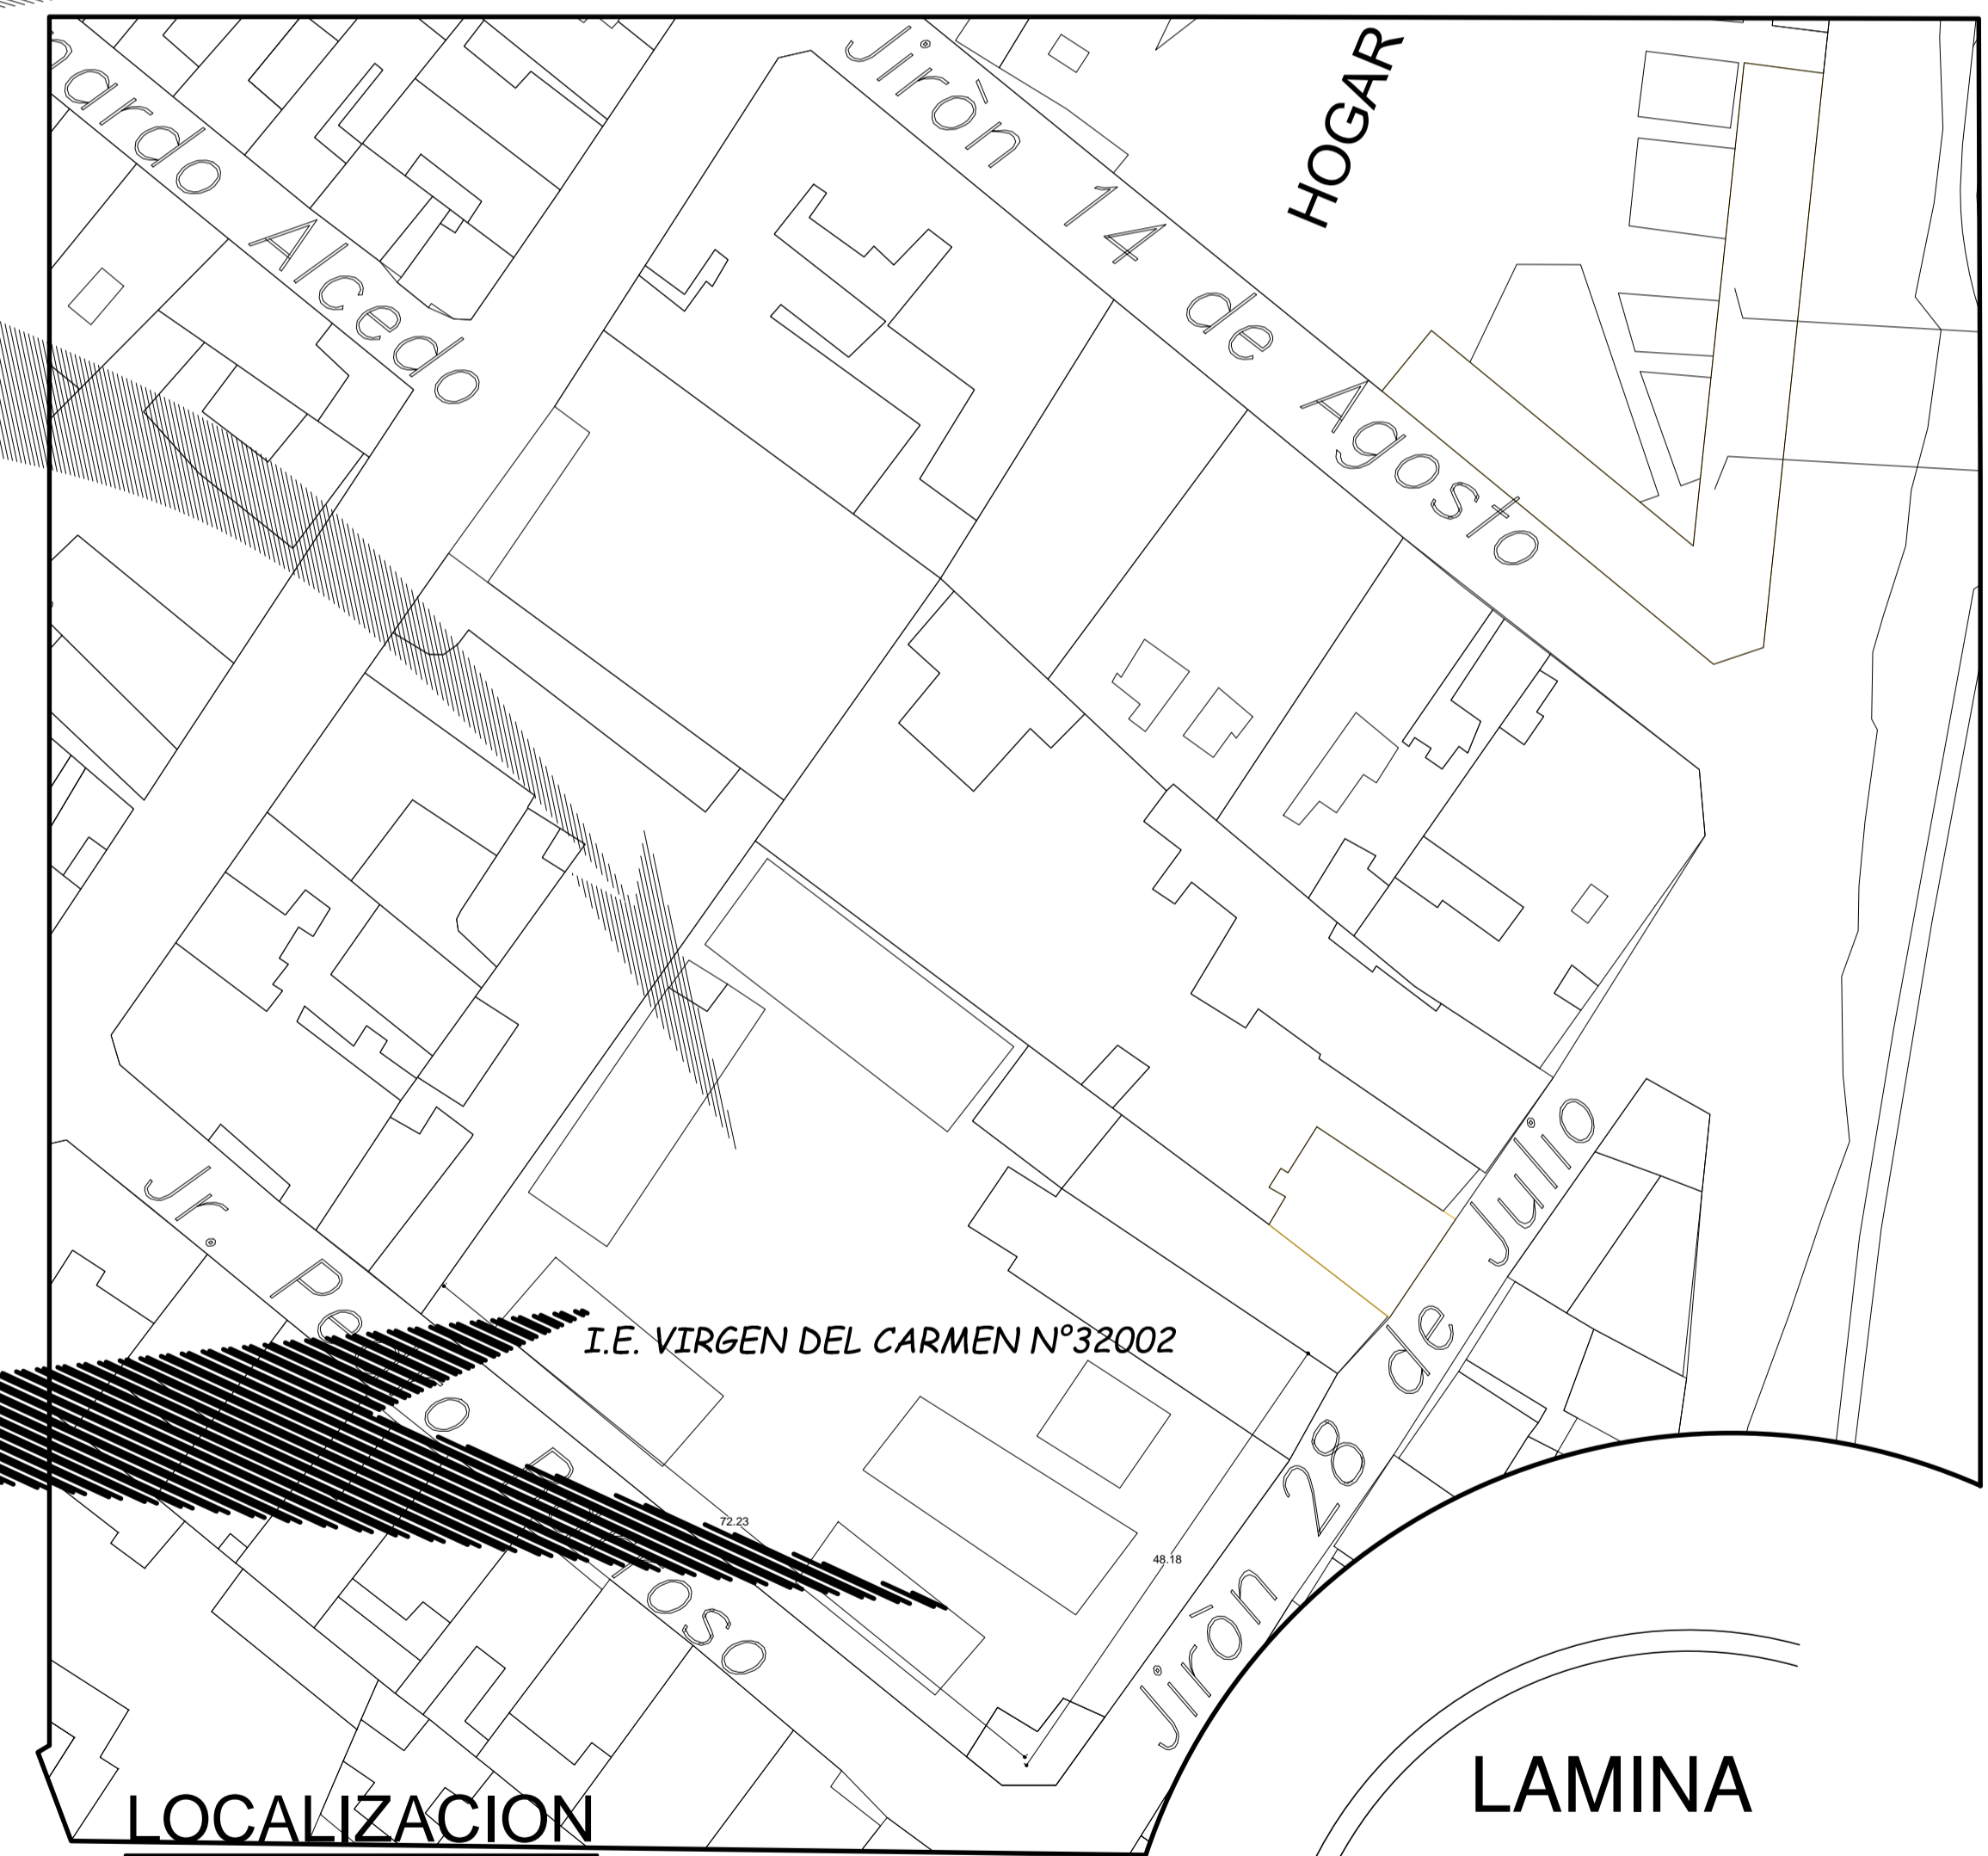 ardo Alcedo
Jiròn 14 de Agosto
HOGAR
I.E. VIRGEN DEL CARMEN N°32002
Jr.
72.23
48.18
Jirón 28 de Julio
LOCALIZACION
LAMINA